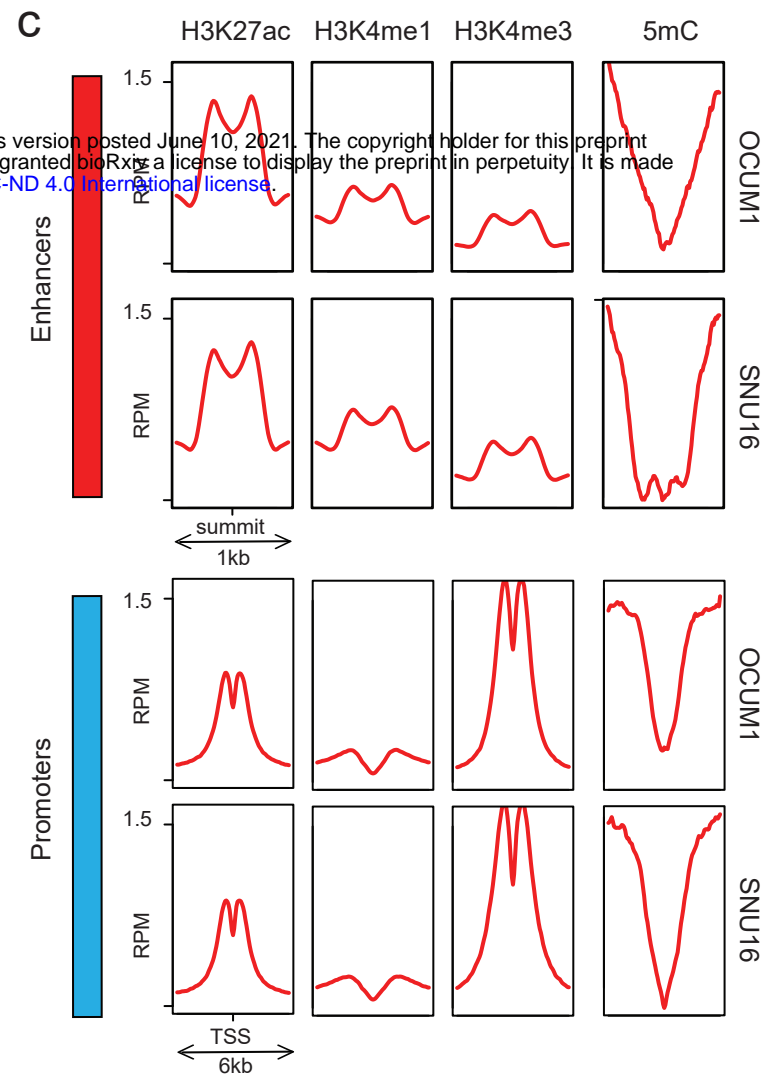 C
H3K27ac H3K4me1 H3K4me3 5mC
1.5
s version posted June 10, 2021. The copyright holder for this preprint
granted bioRxiv a license to display the preprint in perpetuity. It is made
C-ND 4.0 International license.
RPM
OCUM1
Enhancers
1.5
RPM
SNU16
summit
1kb
1.5
RPM
OCUM1
Promoters
1.5
RPM
SNU16
TSS
6kb